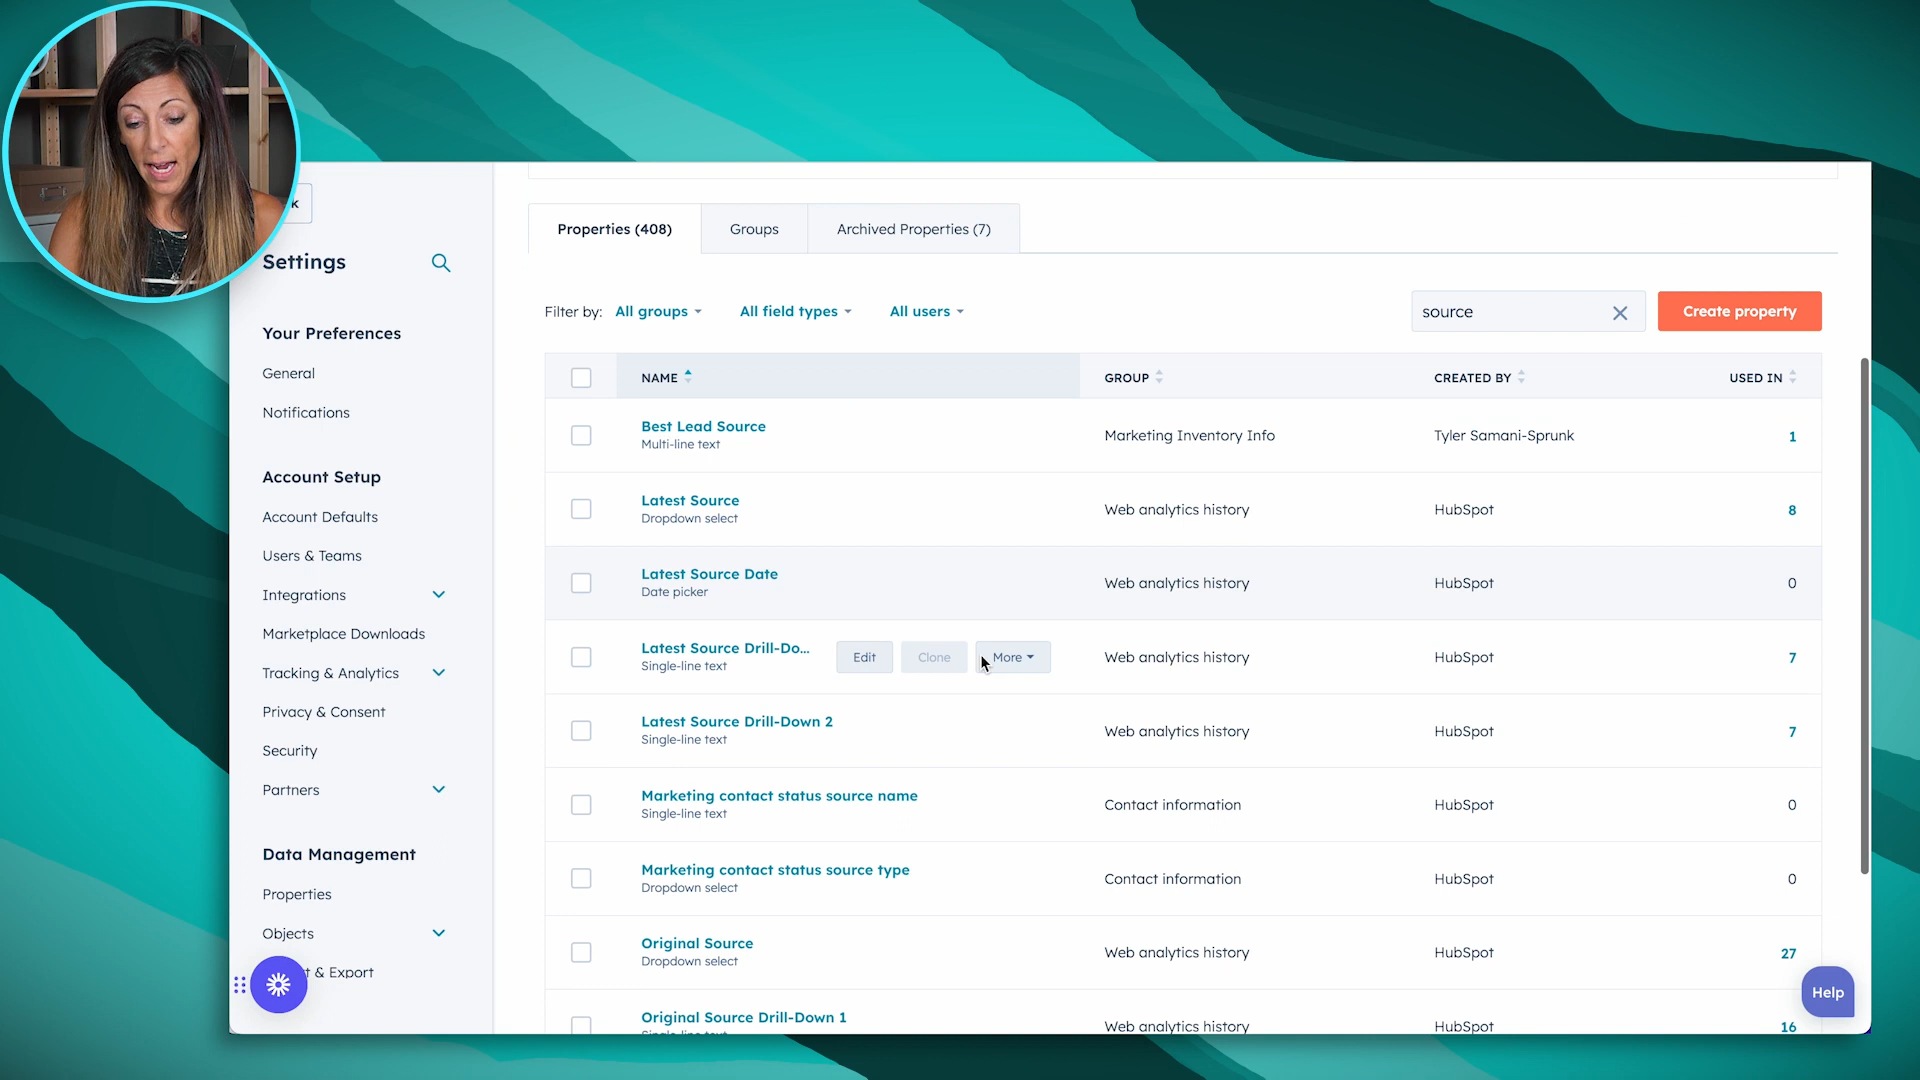 k
Settings
Your Preferences
General
Notifications
Account Setup
Account Defaults
Users & Teams
Integrations
Marketplace Downloads
Tracking & Analytics
Privacy & Consent
Security
Partners
Data Management
Properties
Objects
t & Export
Properties (408)
Groups
Archived Properties (7)
Filter by: All groups All field types All users
source
Create property
NAME GROUP CREATED BY USED IN
Best Lead Source
Multi-line text
Marketing Inventory Info Tyler Samani-Sprunk 1
Latest Source
Dropdown select
Web analytics history HubSpot 8
Latest Source Date
Date picker
Web analytics history HubSpot 0
Latest Source Drill-Do...
Single-line text
Edit Clone More
Web analytics history HubSpot 7
Latest Source Drill-Down 2
Single-line text
Web analytics history HubSpot 7
Marketing contact status source name
Single-line text
Contact information HubSpot 0
Marketing contact status source type
Dropdown select
Contact information HubSpot 0
Original Source
Dropdown select
Web analytics history HubSpot 27
Original Source Drill-Down 1
Web analytics history HubSpot 16
Help